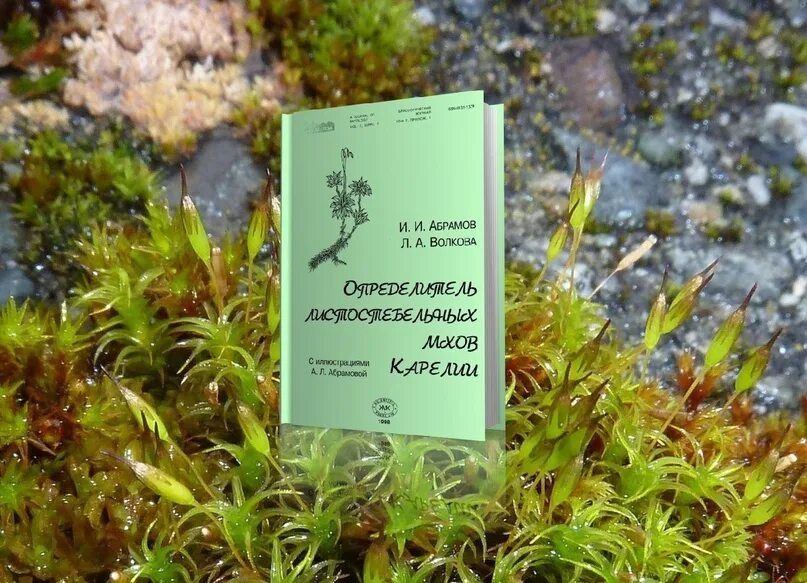 И. И. Абрамов
Л. А. Волкова
Определитель
листостебельных
мхов
Карелии
С иллюстрациями
А. Л. Абрамовой
1998